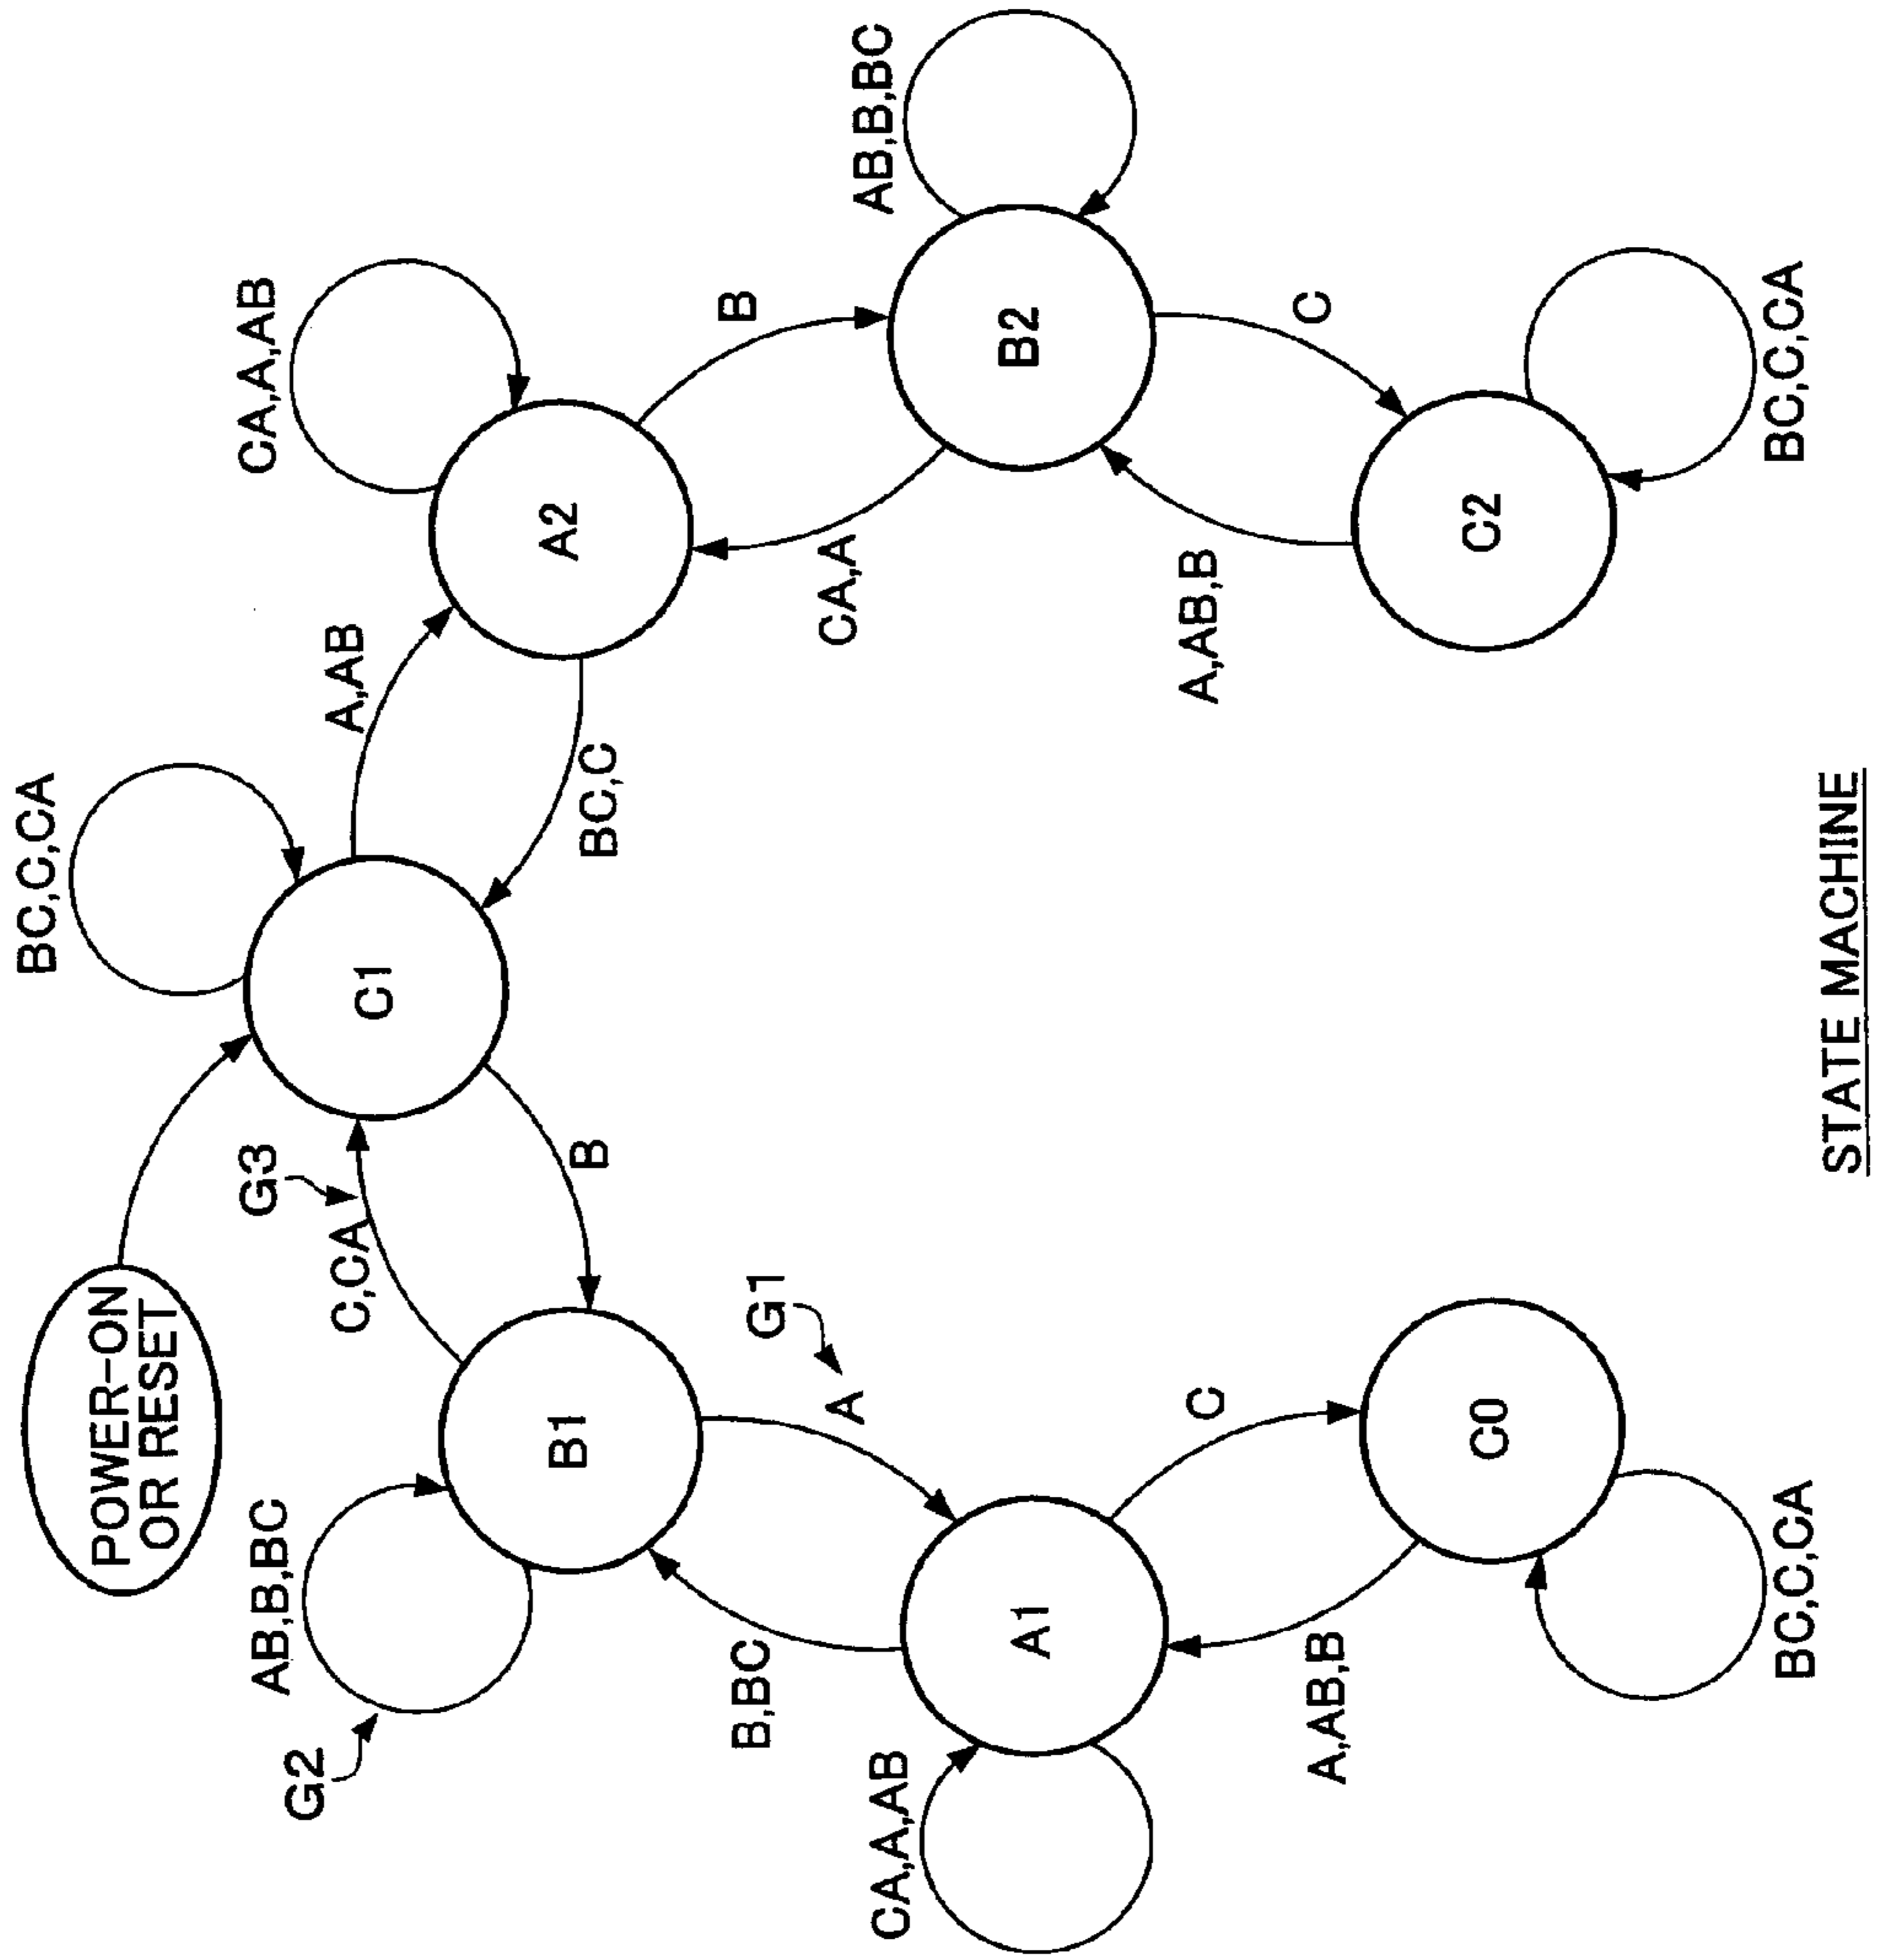 BC,C,CA
POWER-ON
OR RESET
AB,B,BC
G3
CA,A,AB
G2
C,CA
A,AB
C1
B1
A2
B
BC,C
B,BC
G1
B
A
CA,A
CA,A,AB
AB,B,BC
A1
B2
C
A,AB,B
A,AB,B
C
C0
C2
BC,C,CA
BC,C,CA
STATE MACHINE